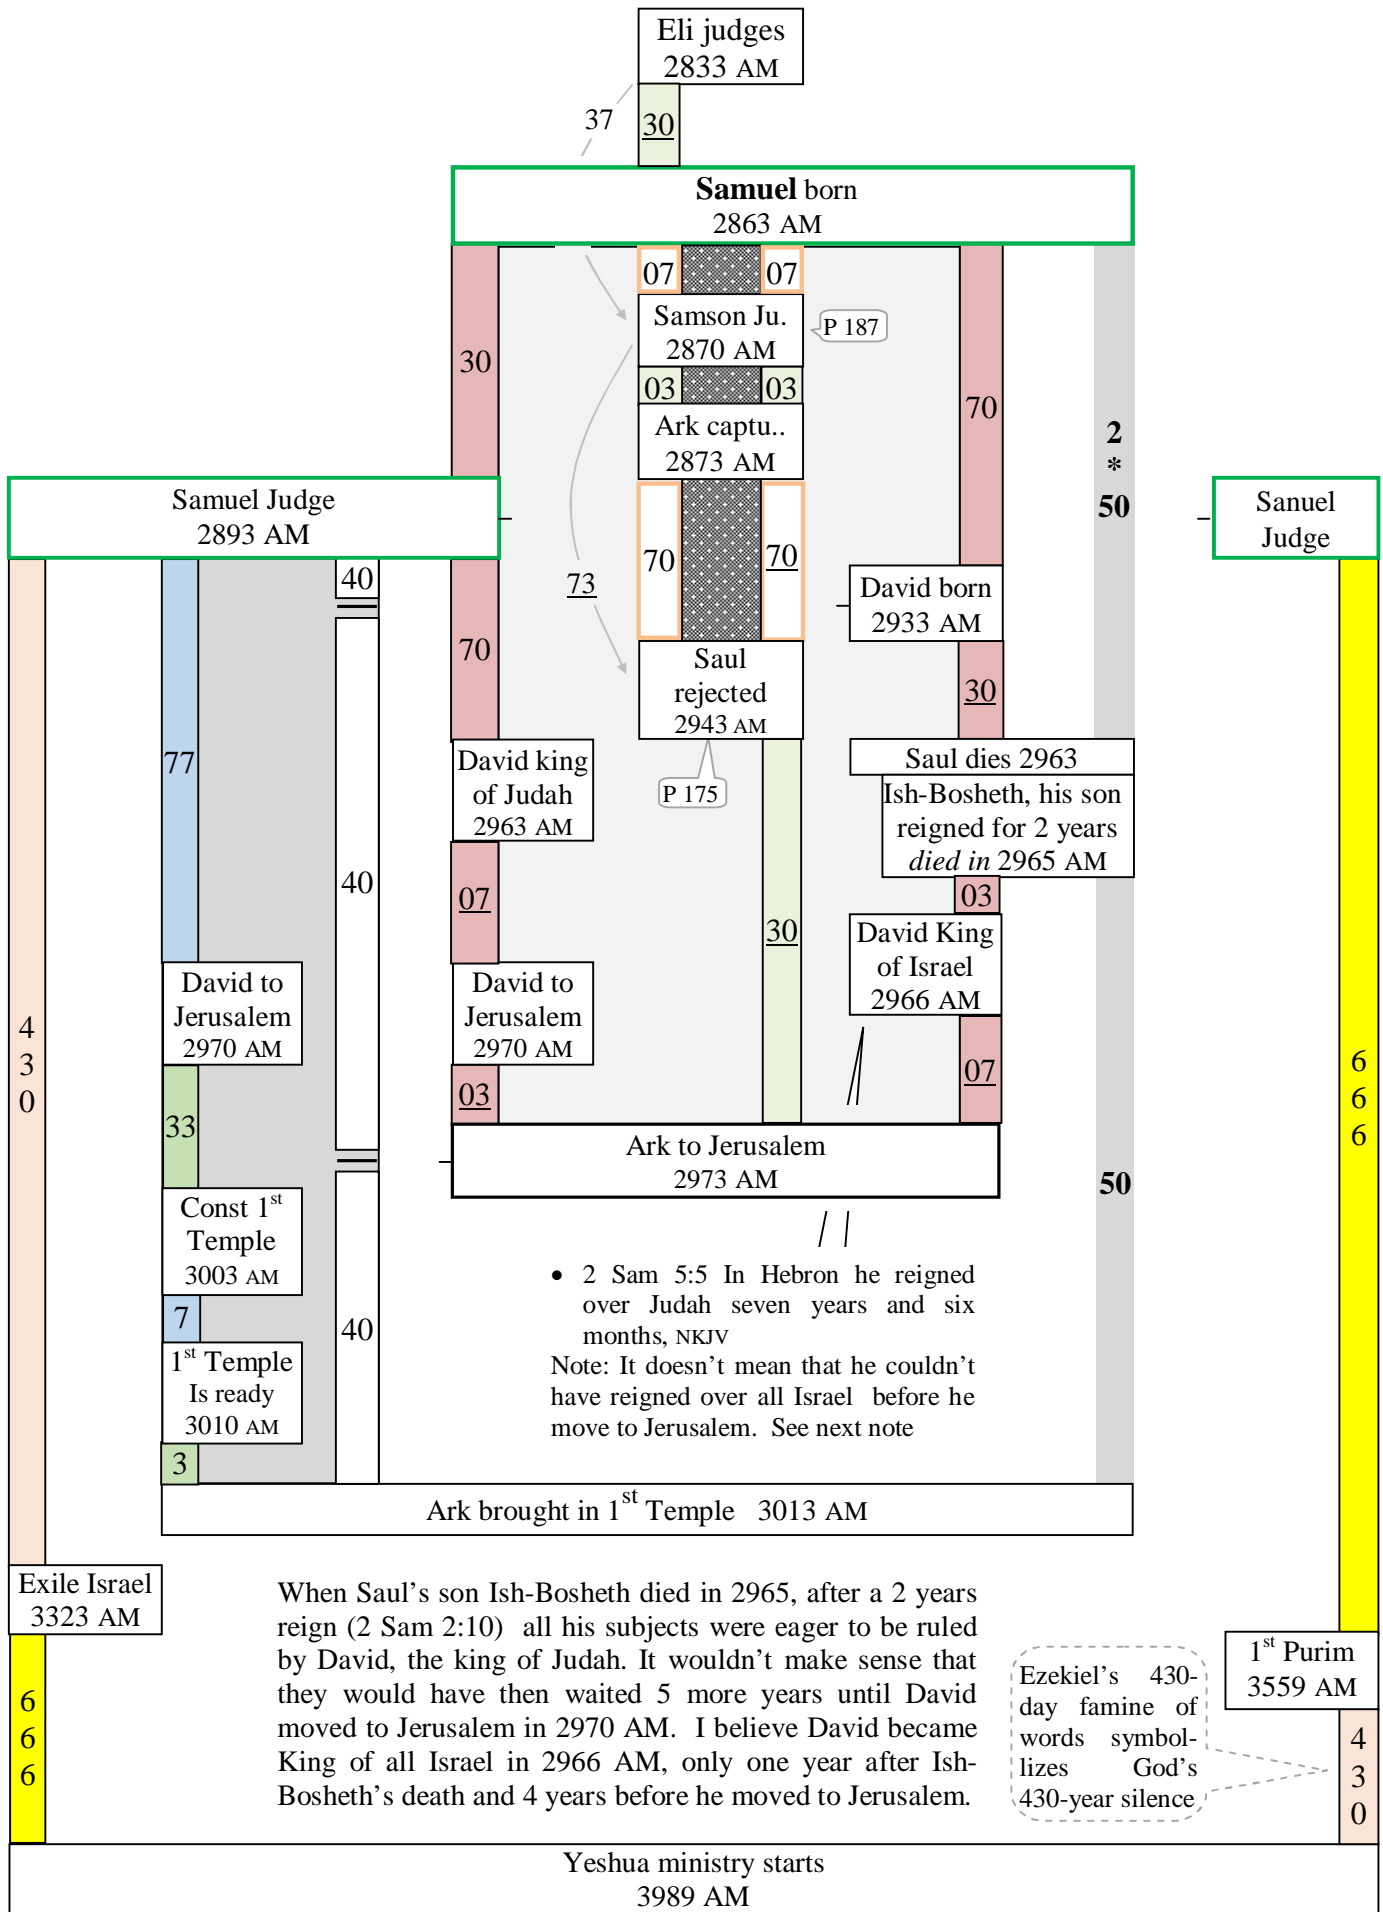 Eli judges
2833 AM
37
30
Samuel born
2863 AM
07
07
Samson Ju.
2870 AM
P 187
30
03
03
70
Ark captu..
2873 AM
2
*
50
Samuel Judge
2893 AM
Sanuel
Judge
40
70
73
70
70
David born
2933 AM
Saul
rejected
2943 AM
30
77
David king
of Judah
2963 AM
P 175
Saul dies 2963
Ish-Bosheth, his son
reigned for 2 years
died in 2965 AM
40
07
30
03
David King
of Israel
2966 AM
David to
Jerusalem
2970 AM
David to
Jerusalem
2970 AM
4
3
0
6
6
6
33
03
07
Ark to Jerusalem
2973 AM
50
Const 1st
Temple
3003 AM
7
40
1st Temple
Is ready
3010 AM
3
• 2 Sam 5:5 In Hebron he reigned
over Judah seven years and six
months, NKJV
Note: It doesn't mean that he couldn't
have reigned over all Israel before he
move to Jerusalem. See next note
Ark brought in 1st Temple 3013 AM
Exile Israel
3323 AM
When Saul's son Ish-Bosheth died in 2965, after a 2 years
reign (2 Sam 2:10) all his subjects were eager to be ruled
by David, the king of Judah. It wouldn't make sense that
they would have then waited 5 more years until David
moved to Jerusalem in 2970 AM. I believe David became
King of all Israel in 2966 AM, only one year after Ish-
Bosheth's death and 4 years before he moved to Jerusalem.
1st Purim
3559 AM
Ezekiel's 430-
day famine of
words symbol-
lizes God's
430-year silence
6
6
6
4
3
0
Yeshua ministry starts
3989 AM